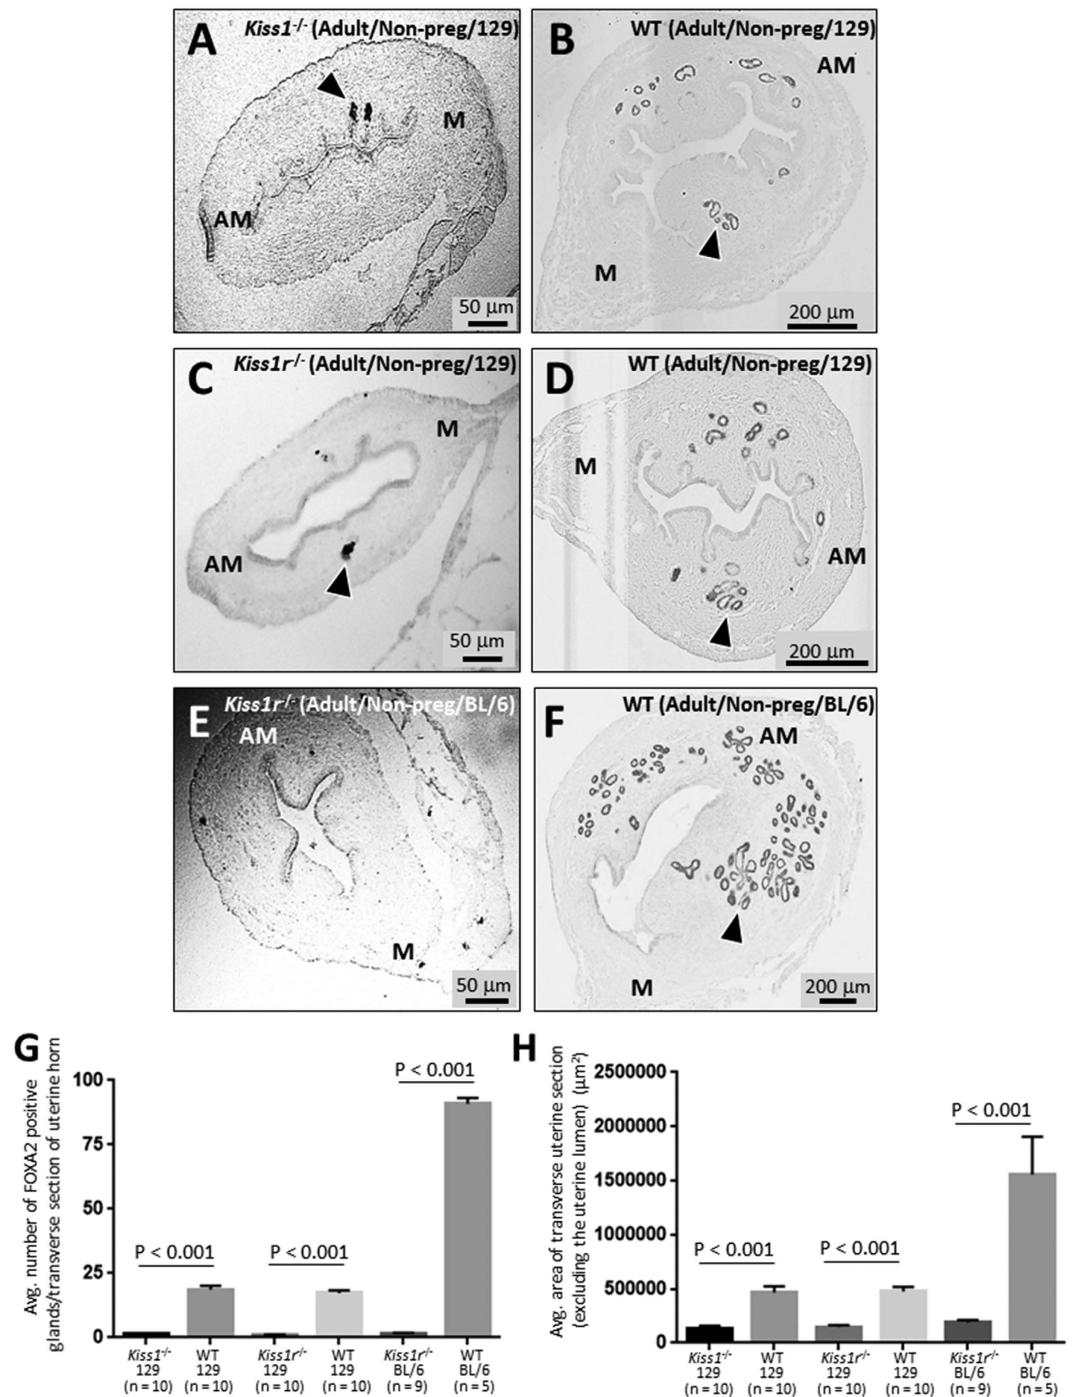 A
Kiss1-/- (Adult/Non-preg/129)
M
AM
50 µm
B
WT (Adult/Non-preg/129)
AM
M
200 µm
C
Kiss1r-/- (Adult/Non-preg/129)
M
AM
50 µm
D
WT (Adult/Non-preg/129)
M
AM
200 µm
E
Kiss1r-/- (Adult/Non-preg/BL/6)
AM
M
50 µm
F
WT (Adult/Non-preg/BL/6)
AM
M
200 µm
G
Avg. number of FOXA2 positive
glands/transverse section of uterine horn
100
75
50
25
0
P < 0.001
P < 0.001
P < 0.001
Kiss1-/-
129
(n = 10)
WT
129
(n = 10)
Kiss1r-/-
129
(n = 10)
WT
129
(n = 10)
Kiss1r-/-
BL/6
(n = 9)
WT
BL/6
(n = 5)
H
Avg. area of transverse uterine section
(excluding the uterine lumen) (µm²)
2500000
2000000
1500000
1000000
500000
0
P < 0.001
P < 0.001
P < 0.001
Kiss1-/-
129
(n = 10)
WT
129
(n = 10)
Kiss1r-/-
129
(n = 10)
WT
129
(n = 10)
Kiss1r-/-
BL/6
(n = 9)
WT
BL/6
(n = 5)